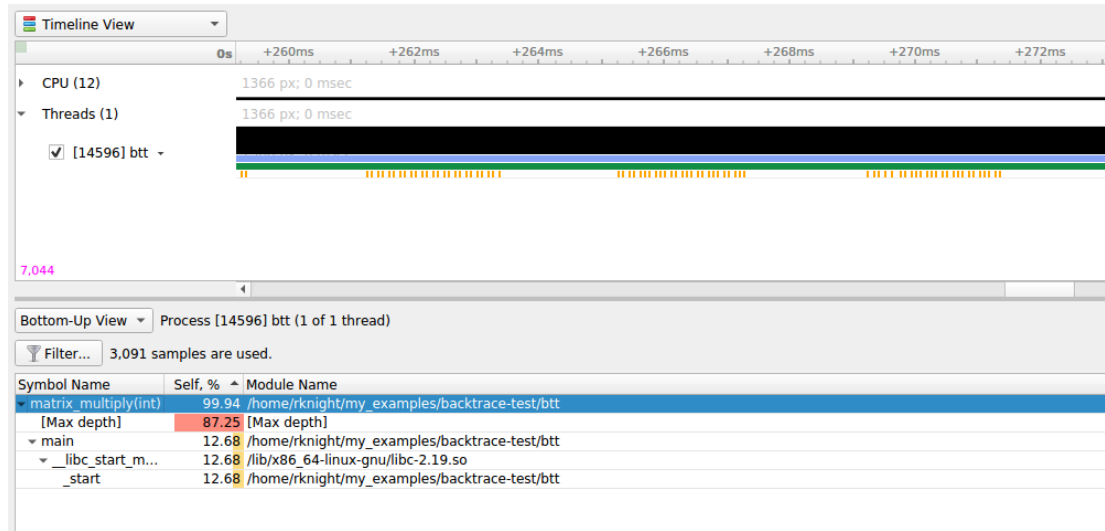 Timeline View
0s +260ms +262ms +264ms +266ms +268ms +270ms +272ms
CPU (12) 1366 px; 0 msec
Threads (1) 1366 px; 0 msec
[14596] btt
7,044
Bottom-Up View Process [14596] btt (1 of 1 thread)
Filter... 3,091 samples are used.
Symbol Name Self, % Module Name
matrix_multiply(int) 99.94 /home/rknight/my_examples/backtrace-test/btt
[Max depth] 87.25 [Max depth]
main 12.68 /home/rknight/my_examples/backtrace-test/btt
__libc_start_m... 12.68 /lib/x86_64-linux-gnu/libc-2.19.so
_start 12.68 /home/rknight/my_examples/backtrace-test/btt